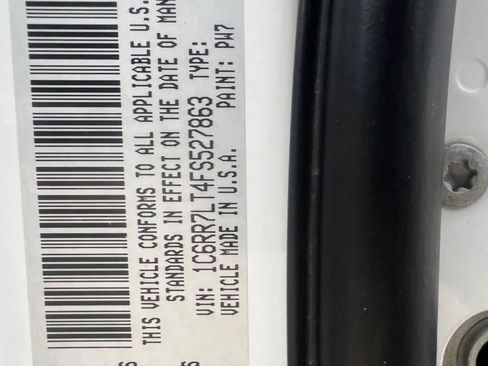 THIS VEHICLE CONFORMS TO ALL APPLICABLE U.S.
STANDARDS IN EFFECT ON THE DATE OF MAN
VIN: 1C6RR7LT4FS527863 TYPE:
VEHICLE MADE IN U.S.A. PAINT: PW7